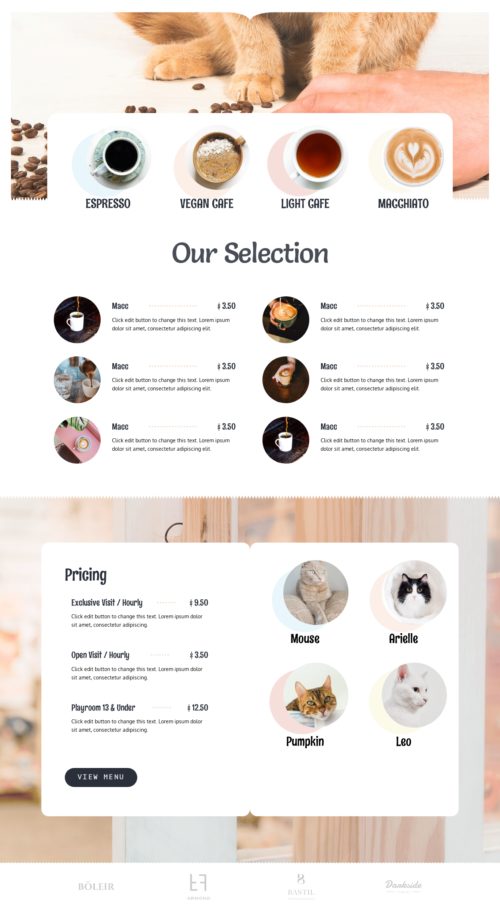 ESPRESSO
VEGAN CAFE
LIGHT CAFE
MACCHIATO
Our Selection
Macc $ 3.50
Click edit button to change this text. Lorem ipsum
dolor sit amet, consectetur adipiscing elit
Macc $ 3.50
Click edit button to change this text. Lorem ipsum
dolor sit amet, consectetur adipiscing elit
Macc $ 3.50
Click edit button to change this text. Lorem ipsum
dolor sit amet, consectetur adipiscing elit
Macc $ 3.50
Click edit button to change this text. Lorem ipsum
dolor sit amet, consectetur adipiscing elit
Macc $ 3.50
Click edit button to change this text. Lorem ipsum
dolor sit amet, consectetur adipiscing elit
Macc $ 3.50
Click edit button to change this text. Lorem ipsum
dolor sit amet, consectetur adipiscing elit
Pricing
Exclusive Visit / Hourly $ 9.50
Click edit button to change this text. Lorem ipsum dolor
sit amet, consectetur adipiscing
Open Visit / Hourly $ 3.50
Click edit button to change this text. Lorem ipsum dolor
sit amet, consectetur adipiscing.
Playroom 13 & Under $ 12.50
Click edit button to change this text. Lorem ipsum dolor
sit amet, consectetur adipiscing
VIEW MENU
Mouse
Arielle
Pumpkin
Leo
BÖLEIR
BASTIL
Darkside